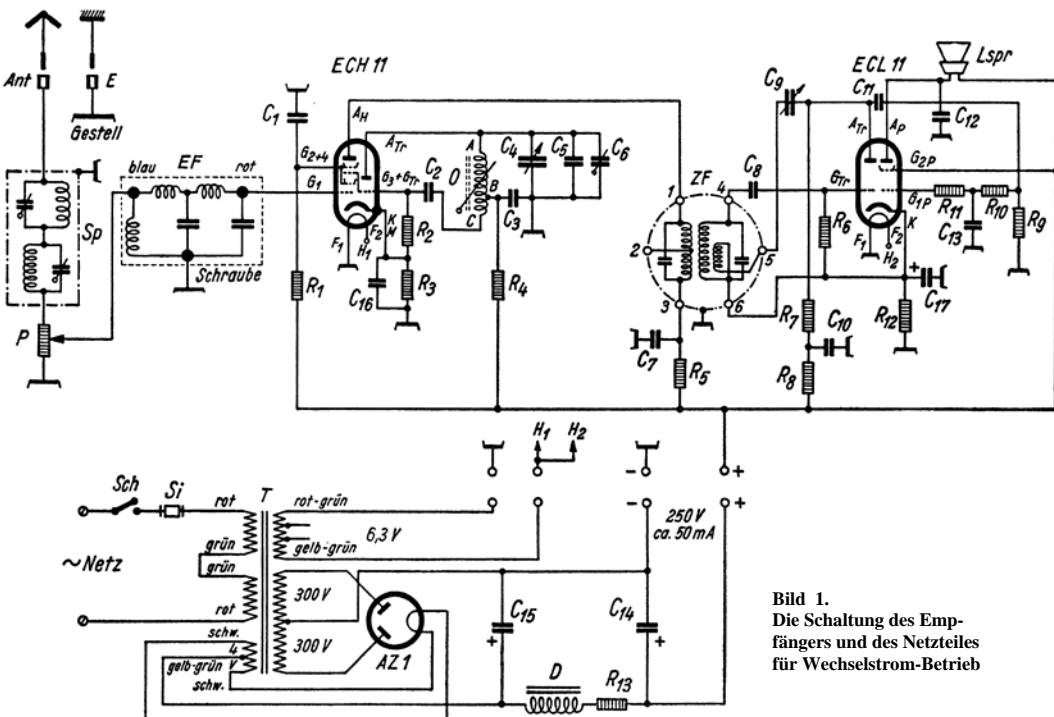 Ant
E
Gestell
blau
EF
rot
Sp
Schraube
P
ECH 11
C1
AH
ATr
G2+4
G1
G3+GTr
C2
O
A
B
C
C3
C4
C5
C6
K
M
F1
F2
H1
R1
R2
R3
C16
R4
ZF
1
4
2
5
3
6
C7
R5
C8
C9
ECL 11
Lspr
C11
C12
ATr
AP
G2P
GTr
G1P
R11
R10
C13
R9
R6
F1
F2
K
H2
+
C17
R7
C10
R12
R8
H1
H2
Sch
Si
rot
T
rot-grün
6,3 V
gelb-grün
- +
- +
250 V
ca. 50 mA
grün
~Netz
grün
rot
300 V
300 V
AZ 1
schw.
4
V
gelb-grün
schw.
C15
+
C14
+
D
R13
Bild 1.
Die Schaltung des Emp-
fängers und des Netzteiles
für Wechselstrom-Betrieb